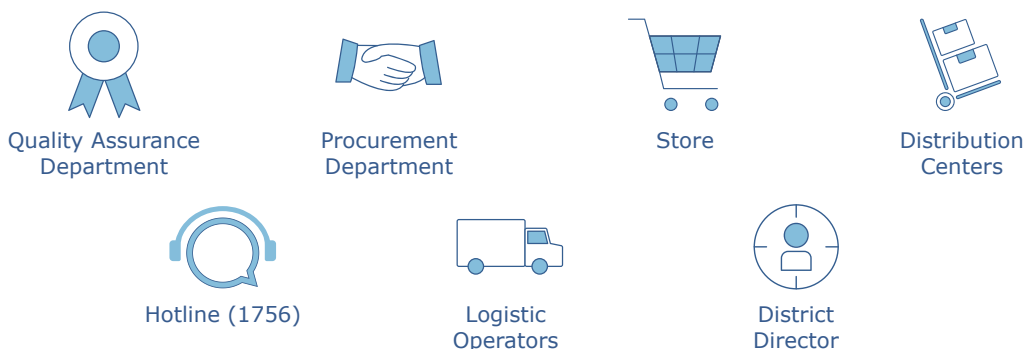 Quality Assurance
Department
Procurement
Department
Store
Distribution
Centers
Hotline (1756)
Logistic
Operators
District
Director